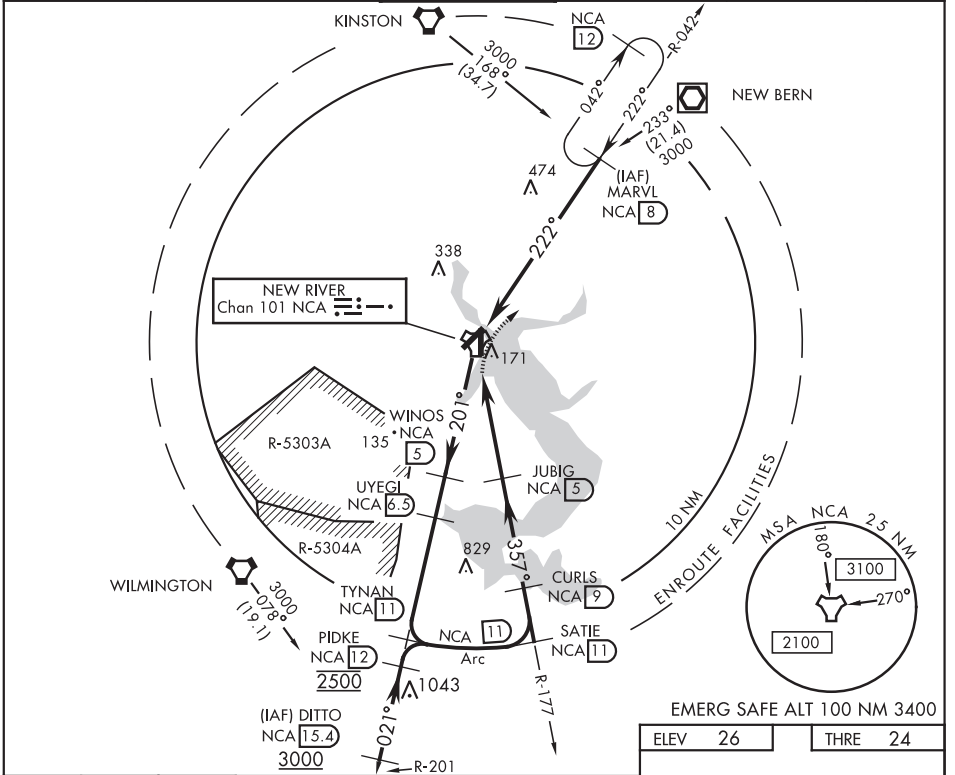 KINSTON
3000
168°
(34.7)
NCA
12
R-042
042°
222°
NEW BERN
233°
(21.4)
3000
(IAF)
MARVL
NCA 8
474
222°
338
NEW RIVER
Chan 101 NCA
171
201°
WINOS
NCA
5
135
R-5303A
UYEGI
NCA 6.5
JUBIG
NCA 5
R-5304A
829
357°
10 NM
ENROUTE FACILITIES
WILMINGTON
3000
078°
(19.1)
TYNAN
NCA 11
CURLS
NCA 9
PIDKE
NCA 12
2500
NCA 11
Arc
SATIE
NCA 11
R-177
1043
021°
(IAF) DITTO
NCA 15.4
3000
R-201
MSA NCA 25 NM
180°
3100
270°
2100
EMERG SAFE ALT 100 NM 3400
ELEV 26
THRE 24